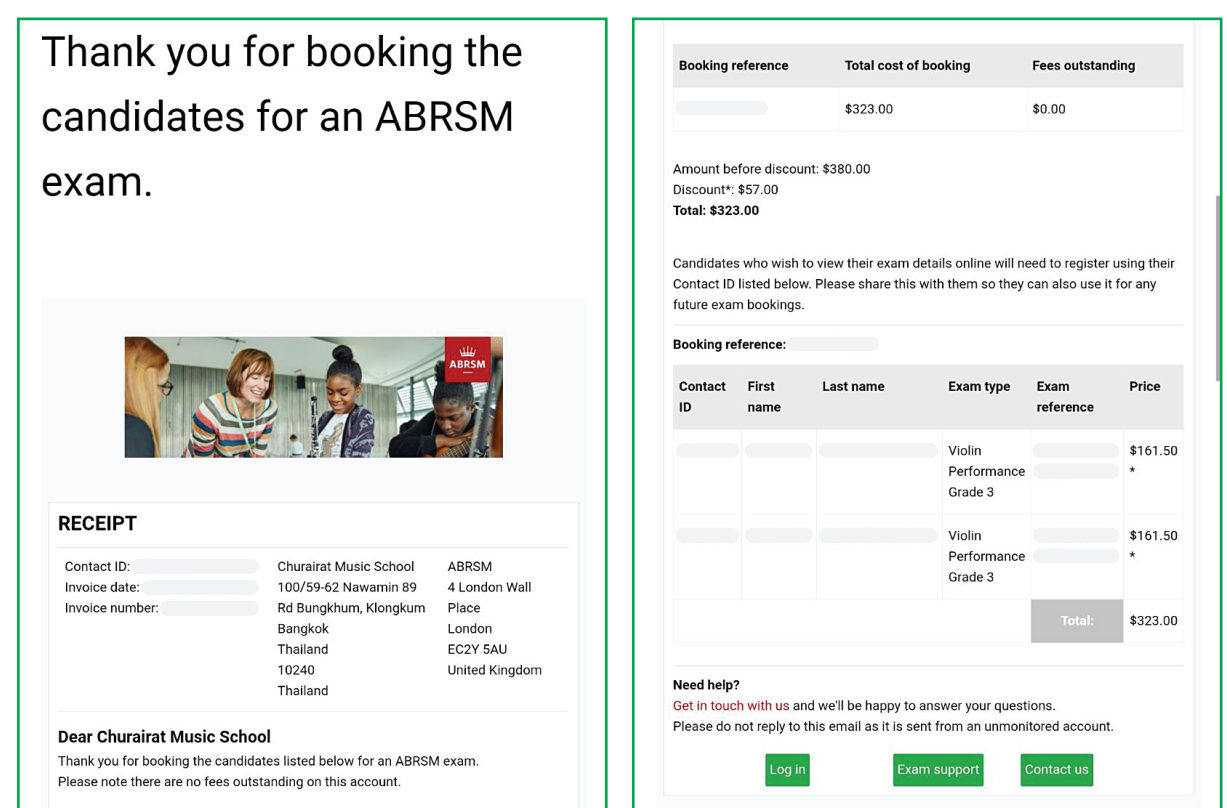 Thank you for booking the
candidates for an ABRSM
exam.
ABRSM
RECEIPT
Contact ID:
Invoice date:
Invoice number:
Churairat Music School
100/59-62 Nawamin 89
Rd Bungkhum, Klongkum
Bangkok
Thailand
10240
Thailand
ABRSM
4 London Wall
Place
London
EC2Y 5AU
United Kingdom
Dear Churairat Music School
Thank you for booking the candidates listed below for an ABRSM exam.
Please note there are no fees outstanding on this account.
Booking reference Total cost of booking Fees outstanding
$323.00 $0.00
Amount before discount: $380.00
Discount*: $57.00
Total: $323.00
Candidates who wish to view their exam details online will need to register using their
Contact ID listed below. Please share this with them so they can also use it for any
future exam bookings.
Booking reference:
Contact First Last name Exam type Exam Price
ID name reference
Violin $161.50
Performance *
Grade 3
Violin $161.50
Performance *
Grade 3
Total: $323.00
Need help?
Get in touch with us and we'll be happy to answer your questions.
Please do not reply to this email as it is sent from an unmonitored account.
Log in Exam support Contact us